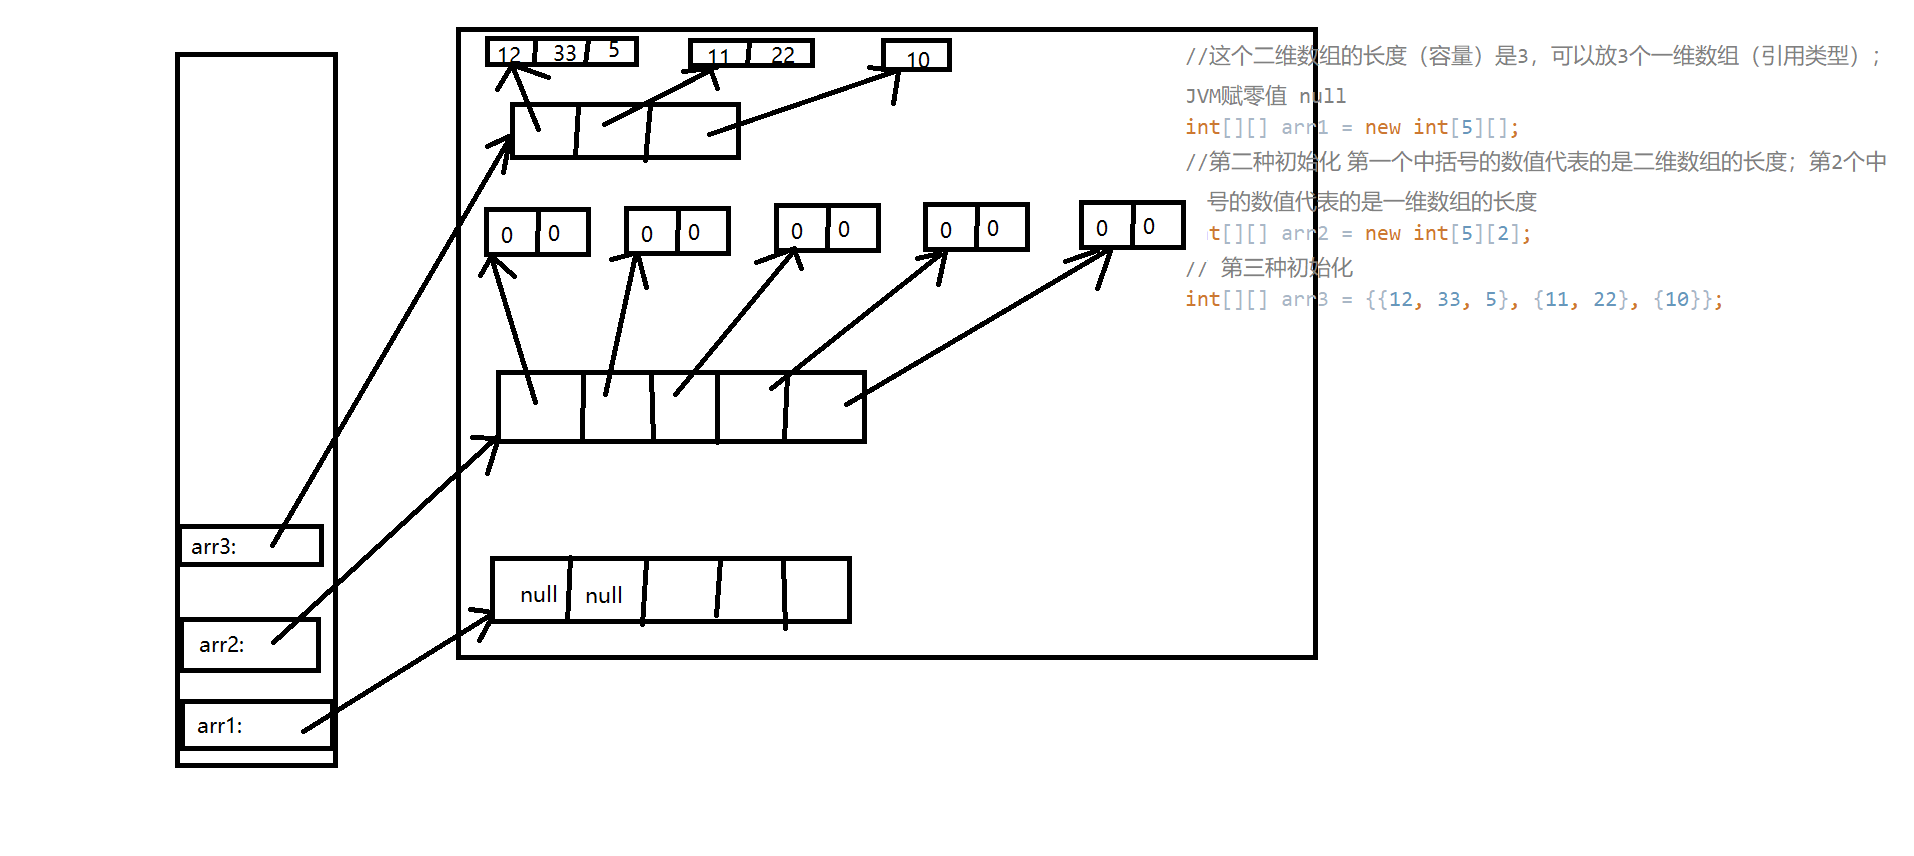 12 33 5 11 22 10
//这个二维数组的长度（容量）是3，可以放3个一维数组（引用类型）；
JVM赋零值 null
int[][] arr1 = new int[5][];
//第二种初始化 第一个中括号的数值代表的是二维数组的长度；第2个中
号的数值代表的是一维数组的长度
t[][] arr2 = new int[5][2];
// 第三种初始化
int[][] arr3 = {{12, 33, 5}, {11, 22}, {10}};
0 0 0 0 0 0 0 0 0 0
arr3:
null null
arr2:
arr1: